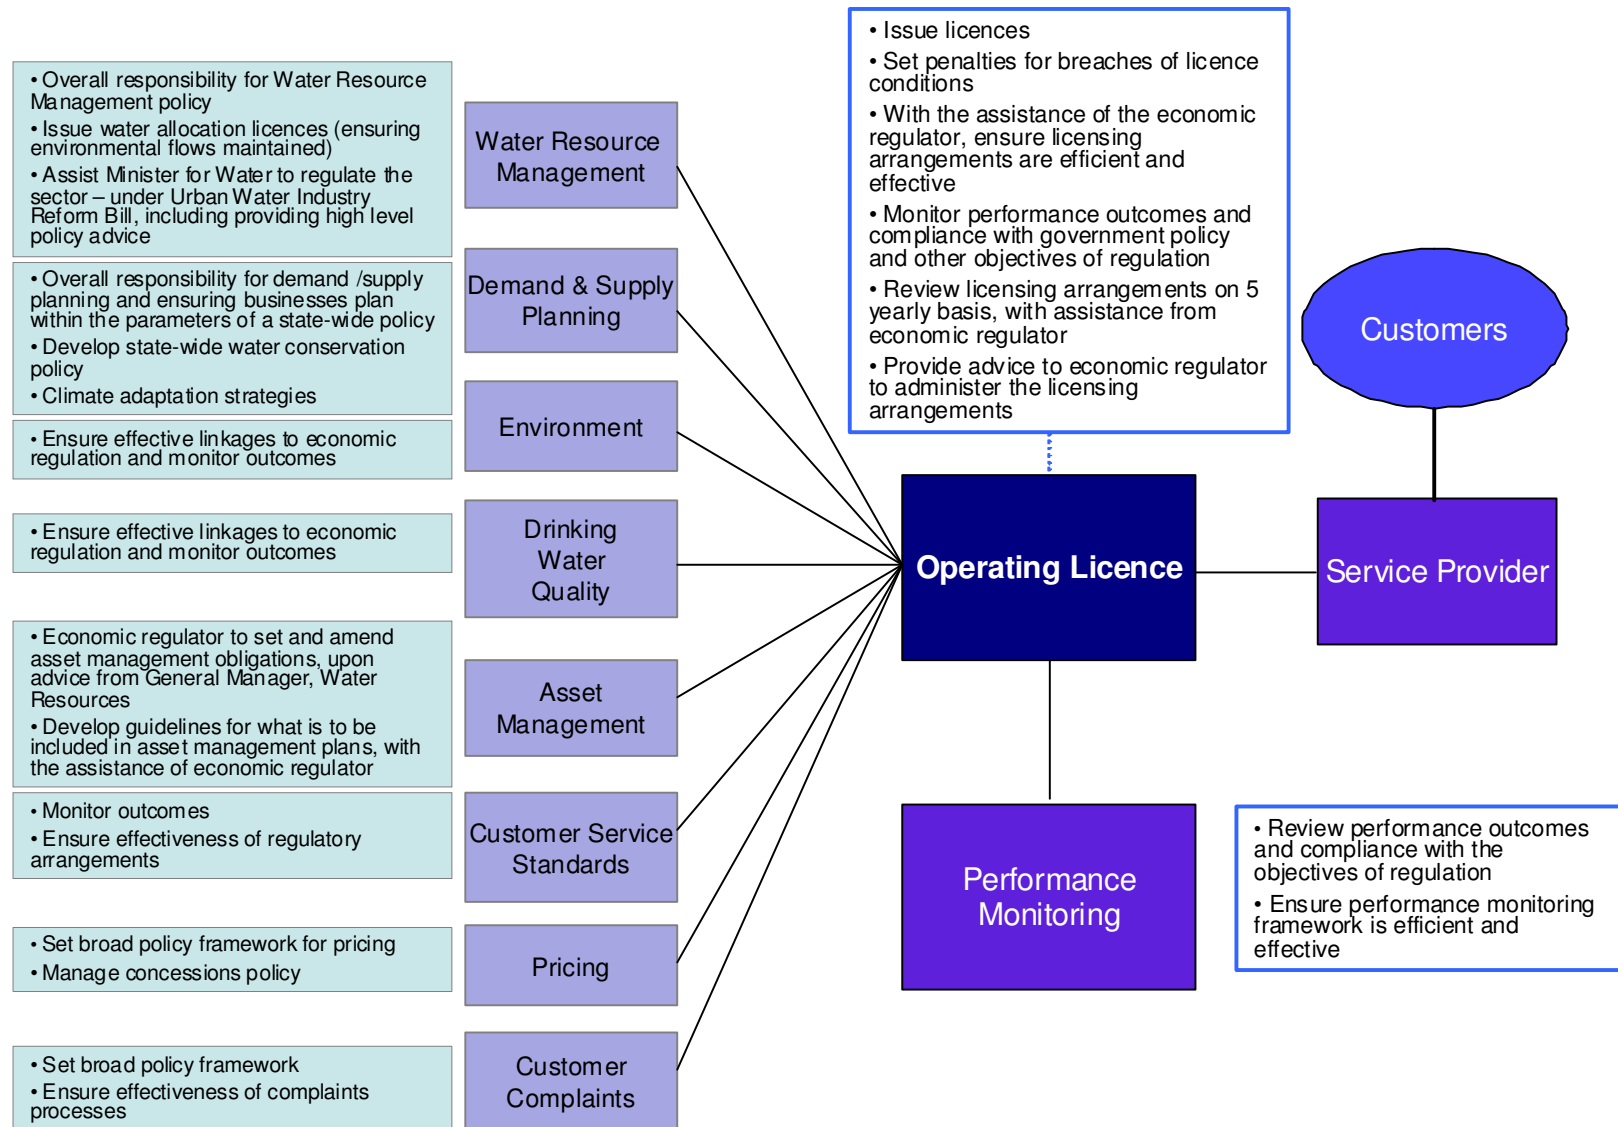 • Overall responsibility for Water Resource
Management policy
• Issue water allocation licences (ensuring
environmental flows maintained)
• Assist Minister for Water to regulate the
sector – under Urban Water Industry
Reform Bill, including providing high level
policy advice
Water Resource
Management
• Overall responsibility for demand /supply
planning and ensuring businesses plan
within the parameters of a state-wide policy
• Develop state-wide water conservation
policy
• Climate adaptation strategies
Demand & Supply
Planning
• Ensure effective linkages to economic
regulation and monitor outcomes
Environment
• Ensure effective linkages to economic
regulation and monitor outcomes
Drinking
Water
Quality
• Economic regulator to set and amend
asset management obligations, upon
advice from General Manager, Water
Resources
• Develop guidelines for what is to be
included in asset management plans, with
the assistance of economic regulator
Asset
Management
• Monitor outcomes
• Ensure effectiveness of regulatory
arrangements
Customer Service
Standards
• Set broad policy framework for pricing
• Manage concessions policy
Pricing
• Set broad policy framework
• Ensure effectiveness of complaints
processes
Customer
Complaints
• Issue licences
• Set penalties for breaches of licence
conditions
• With the assistance of the economic
regulator, ensure licensing
arrangements are efficient and
effective
• Monitor performance outcomes and
compliance with government policy
and other objectives of regulation
• Review licensing arrangements on 5
yearly basis, with assistance from
economic regulator
• Provide advice to economic regulator
to administer the licensing
arrangements
Operating Licence
Customers
Service Provider
Performance
Monitoring
• Review performance outcomes
and compliance with the
objectives of regulation
• Ensure performance monitoring
framework is efficient and
effective